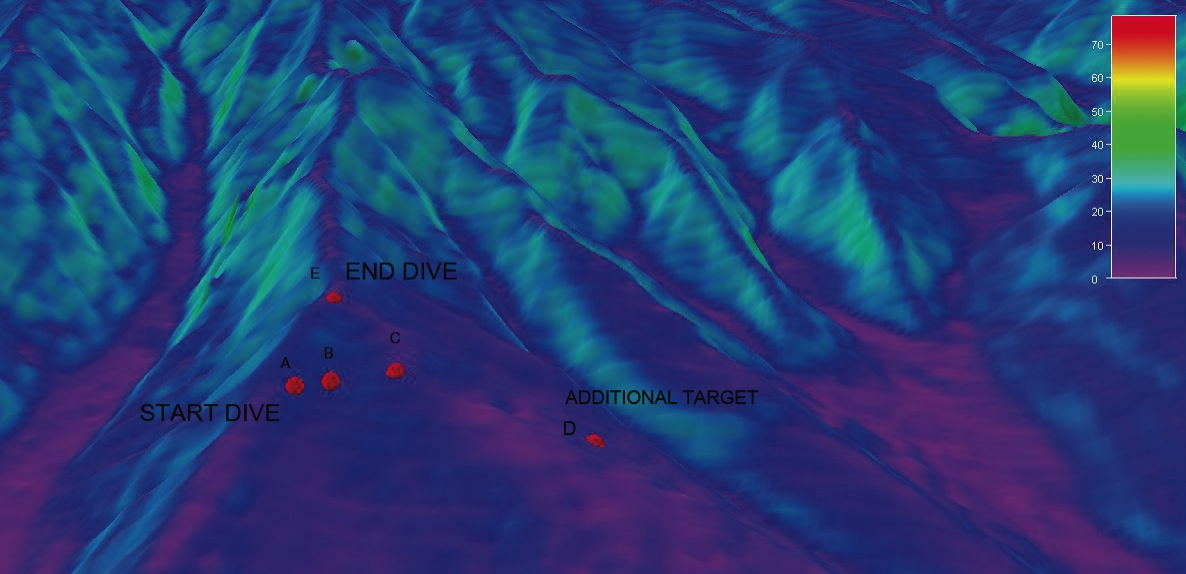 70
60
50
40
30
20
10
0
E
END DIVE
C
B
A
START DIVE
ADDITIONAL TARGET
D